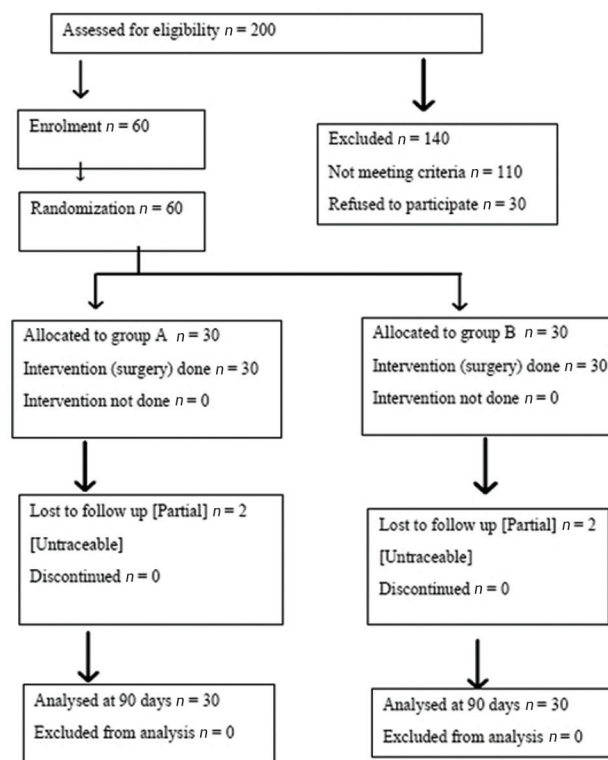 Assessed for eligibility n = 200
Enrolment n = 60
Excluded n = 140
Not meeting criteria n = 110
Refused to participate n = 30
Randomization n = 60
Allocated to group A n = 30
Intervention (surgery) done n = 30
Intervention not done n = 0
Allocated to group B n = 30
Intervention (surgery) done n = 30
Intervention not done n = 0
Lost to follow up [Partial] n = 2
[Untraceable]
Discontinued n = 0
Lost to follow up [Partial] n = 2
[Untraceable]
Discontinued n = 0
Analysed at 90 days n = 30
Excluded from analysis n = 0
Analysed at 90 days n = 30
Excluded from analysis n = 0